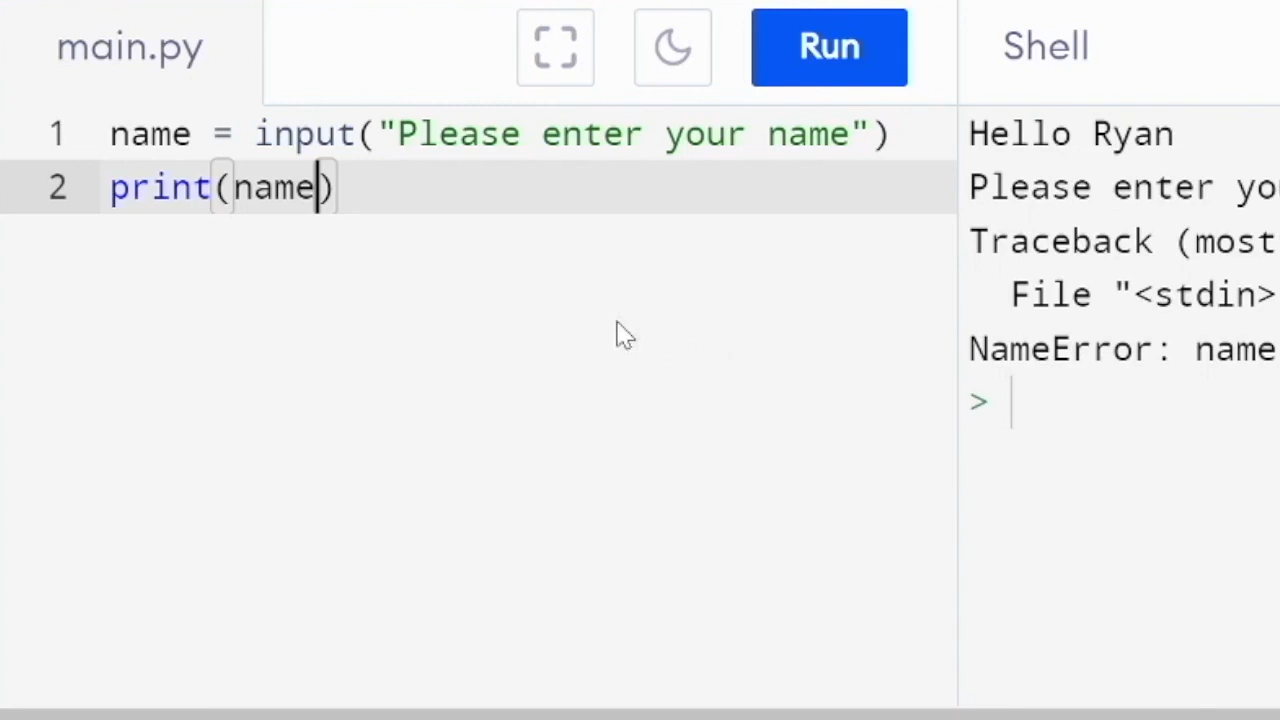 main.py
Run
Shell
1 name = input("Please enter your name")
2 print(name)
Hello Ryan
Please enter
Traceback (most
File "<stdin>
NameError: name
>